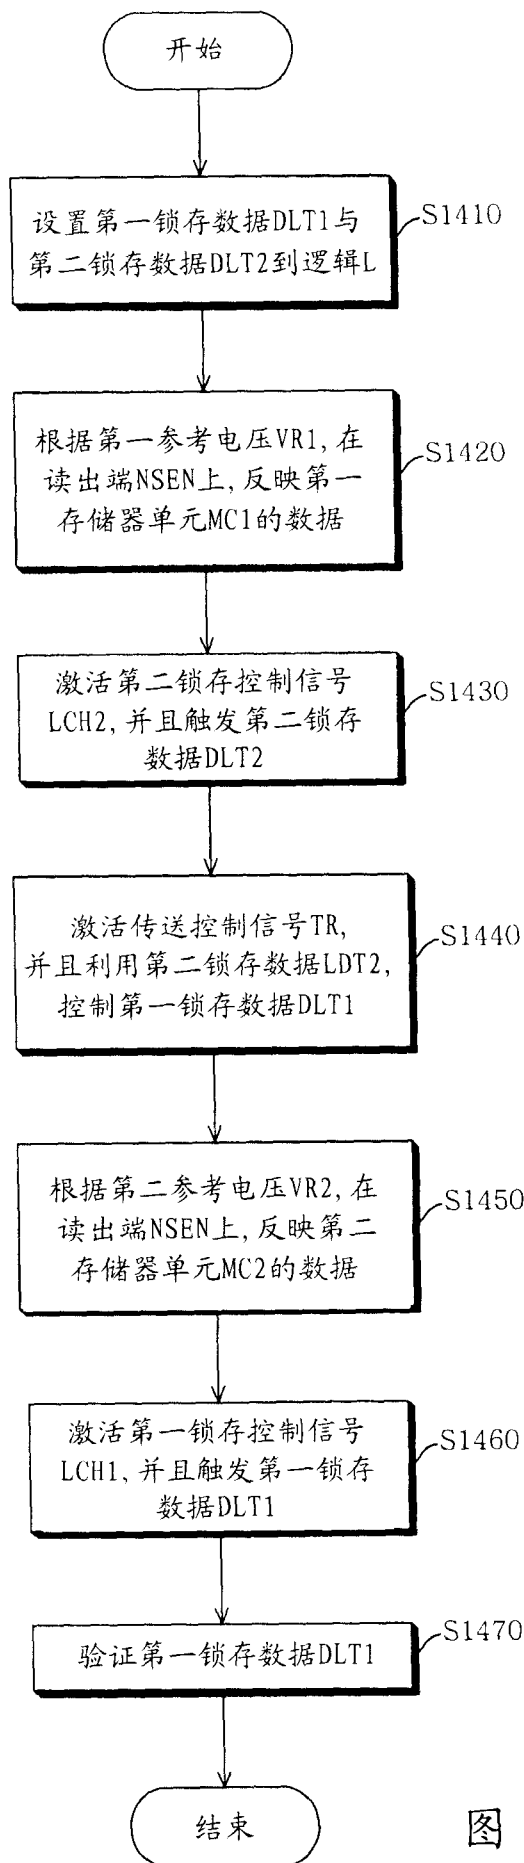 开始
设置第一锁存数据DLT1与
第二锁存数据DLT2到逻辑L
S1410
根据第一参考电压VR1,在
读出端NSEN上,反映第一
存储器单元MC1的数据
S1420
激活第二锁存控制信号
LCH2,并且触发第二锁存
数据DLT2
S1430
激活传送控制信号TR,
并且利用第二锁存数据LDT2,
控制第一锁存数据DLT1
S1440
根据第二参考电压VR2,在
读出端NSEN上,反映第二
存储器单元MC2的数据
S1450
激活第一锁存控制信号
LCH1,并且触发第一锁存
数据DLT1
S1460
验证第一锁存数据DLT1
S1470
结束
图